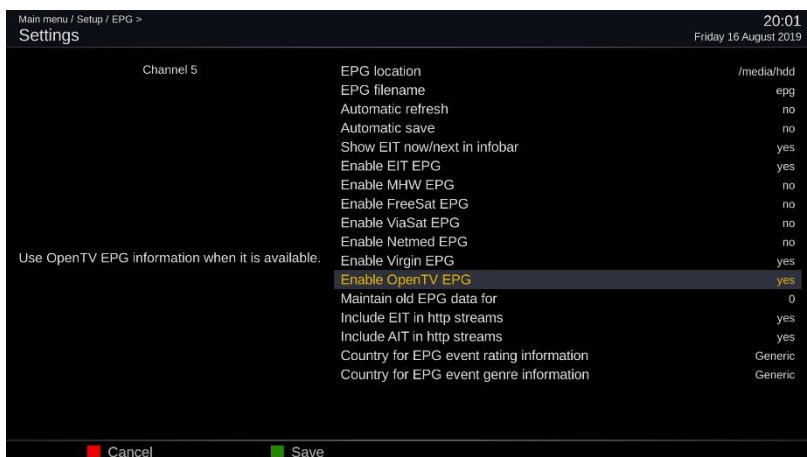 Main menu / Setup / EPG >
Settings
20:01
Friday 16 August 2019
Channel 5
Use OpenTV EPG information when it is available.
EPG location /media/hdd
EPG filename epg
Automatic refresh no
Automatic save no
Show EIT now/next in infobar yes
Enable EIT EPG yes
Enable MHW EPG no
Enable FreeSat EPG no
Enable ViaSat EPG no
Enable Netmed EPG no
Enable Virgin EPG yes
Enable OpenTV EPG yes
Maintain old EPG data for 0
Include EIT in http streams yes
Include AIT in http streams yes
Country for EPG event rating information Generic
Country for EPG event genre information Generic
Cancel Save